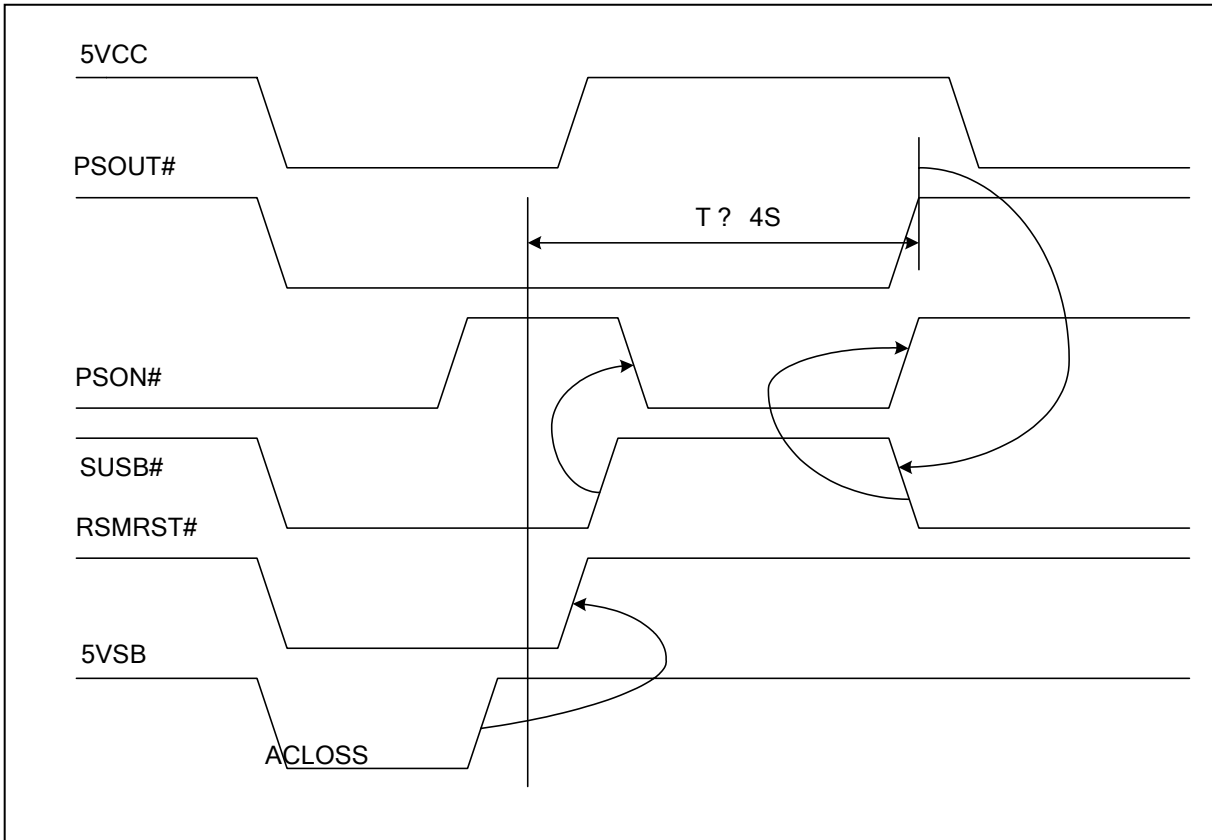 5VCC
PSOUT#
T ? 4S
PSON#
SUSB#
RSMRST#
5VSB
ACLOSS